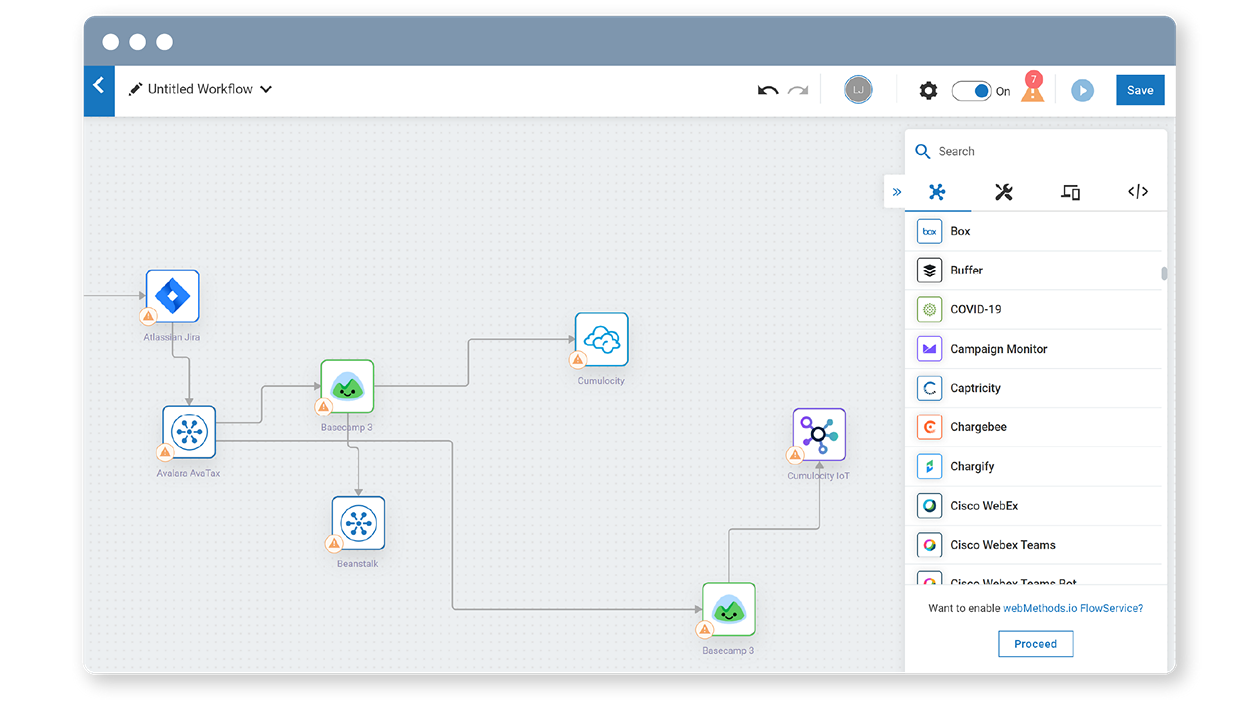 Untitled Workflow
LJ
On
7
Save
Search
box
Box
Buffer
COVID-19
Campaign Monitor
Captricity
Chargebee
Chargify
Cisco WebEx
Cisco Webex Teams
Cisco Webex Teams Bot
Want to enable webMethods.io FlowService?
Proceed
Atlassian Jira
Cumulocity
Basecamp 3
Avalara AvaTax
Cumulocity IoT
Beanstalk
Basecamp 3